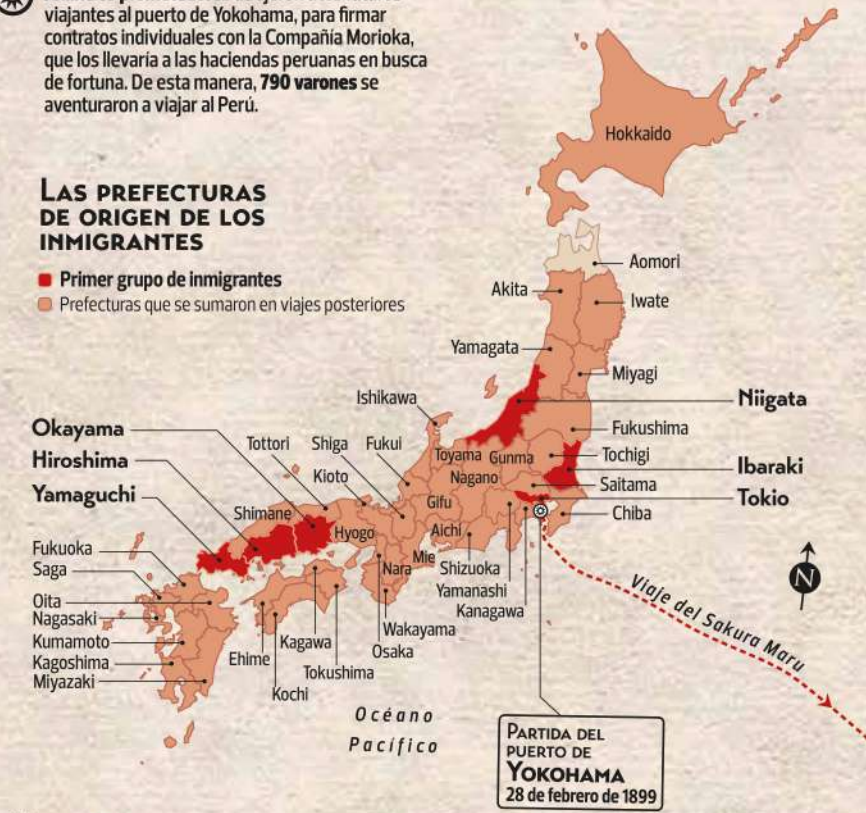 viajantes al puerto de Yokohama, para firmar
contratos individuales con la Compañía Morioka,
que los llevaría a las haciendas peruanas en busca
de fortuna. De esta manera, 790 varones se
aventuraron a viajar al Perú.
LAS PREFECTURAS
DE ORIGEN DE LOS
INMIGRANTES
Primer grupo de inmigrantes
Prefecturas que se sumaron en viajes posteriores
Hokkaido
Aomori
Akita
Iwate
Yamagata
Miyagi
Niigata
Ishikawa
Fukushima
Okayama
Tottori
Shiga
Fukui
Toyama
Gunma
Tochigi
Hiroshima
Kioto
Nagano
Ibaraki
Saitama
Yamaguchi
Shimane
Gifu
Tokio
Hyogo
Aichi
Chiba
Fukuoka
Mie
Nara
Shizuoka
Saga
Yamanashi
Oita
Kanagawa
Nagasaki
Wakayama
Kumamoto
Kagawa
Osaka
Kagoshima
Ehime
Tokushima
Miyazaki
Kochi
N
Viaje del Sakura Maru
Océano
Pacífico
PARTIDA DEL
PUERTO DE
YOKOHAMA
28 de febrero de 1899